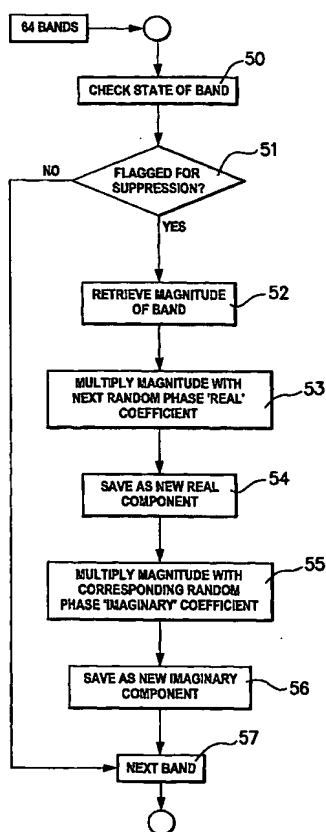 64 BANDS
50
CHECK STATE OF BAND
51
NO
FLAGGED FOR
SUPPRESSION?
YES
52
RETRIEVE MAGNITUDE
OF BAND
53
MULTIPLY MAGNITUDE WITH
NEXT RANDOM PHASE 'REAL'
COEFFICIENT
54
SAVE AS NEW REAL
COMPONENT
55
MULTIPLY MAGNITUDE WITH
CORRESPONDING RANDOM
PHASE 'IMAGINARY' COEFFICIENT
56
SAVE AS NEW IMAGINARY
COMPONENT
57
NEXT BAND